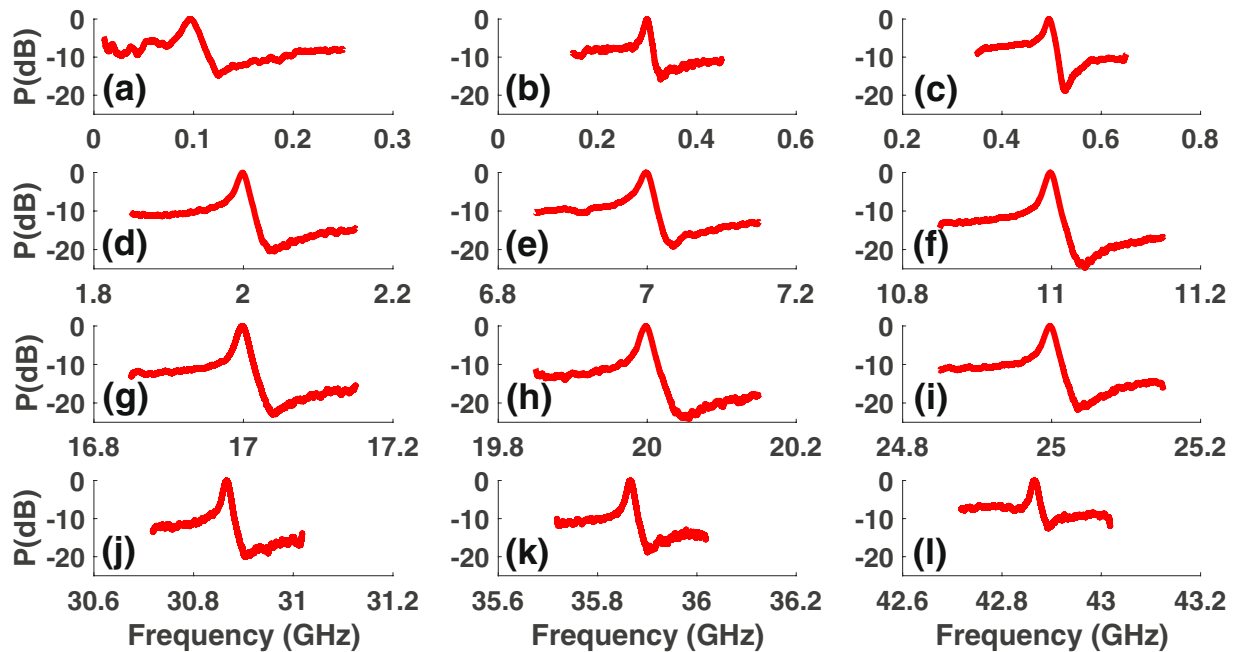 P(dB) 0 -10 -20 (a) 0 0.1 0.2 0.3
0 -10 -20 (b) 0 0.2 0.4 0.6
0 -10 -20 (c) 0.2 0.4 0.6 0.8
P(dB) 0 -10 -20 (d) 1.8 2 2.2
0 -10 -20 (e) 6.8 7 7.2
0 -10 -20 (f) 10.8 11 11.2
P(dB) 0 -10 -20 (g) 16.8 17 17.2
0 -10 -20 (h) 19.8 20 20.2
0 -10 -20 (i) 24.8 25 25.2
P(dB) 0 -10 -20 (j) 30.6 30.8 31 31.2
Frequency (GHz)
0 -10 -20 (k) 35.6 35.8 36 36.2
Frequency (GHz)
0 -10 -20 (l) 42.6 42.8 43 43.2
Frequency (GHz)